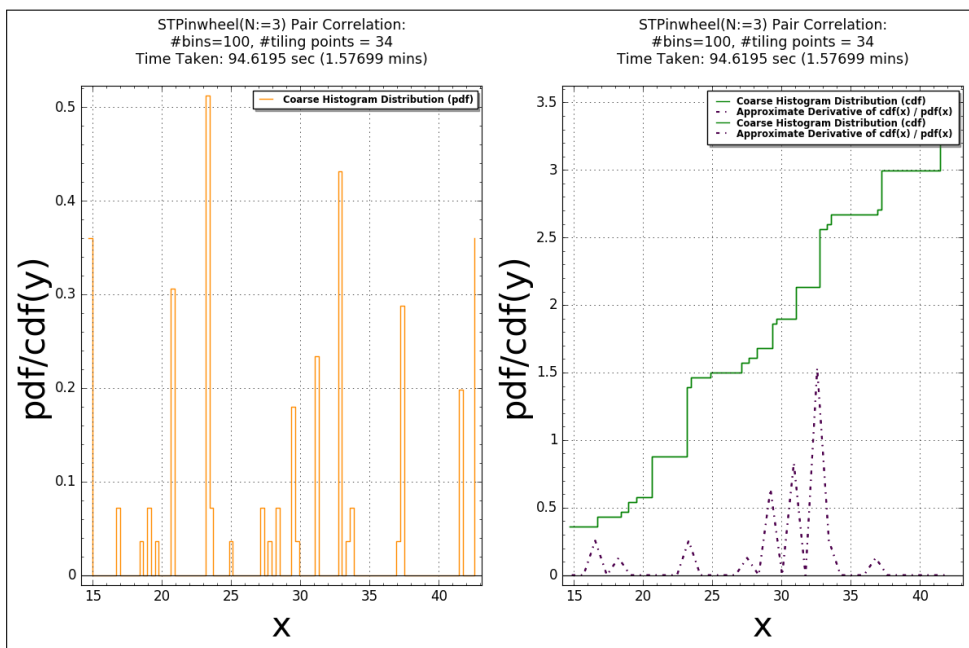 STPinwheel(N:=3) Pair Correlation:
#bins=100, #tiling points = 34
Time Taken: 94.6195 sec (1.57699 mins)
Coarse Histogram Distribution (pdf)
pdf/cdf(y)
0.5
0.4
0.3
0.2
0.1
0
15 20 25 30 35 40
x
STPinwheel(N:=3) Pair Correlation:
#bins=100, #tiling points = 34
Time Taken: 94.6195 sec (1.57699 mins)
Coarse Histogram Distribution (cdf)
Approximate Derivative of cdf(x) / pdf(x)
Coarse Histogram Distribution (cdf)
Approximate Derivative of cdf(x) / pdf(x)
pdf/cdf(y)
3.5
3
2.5
2
1.5
1
0.5
0
15 20 25 30 35 40
x